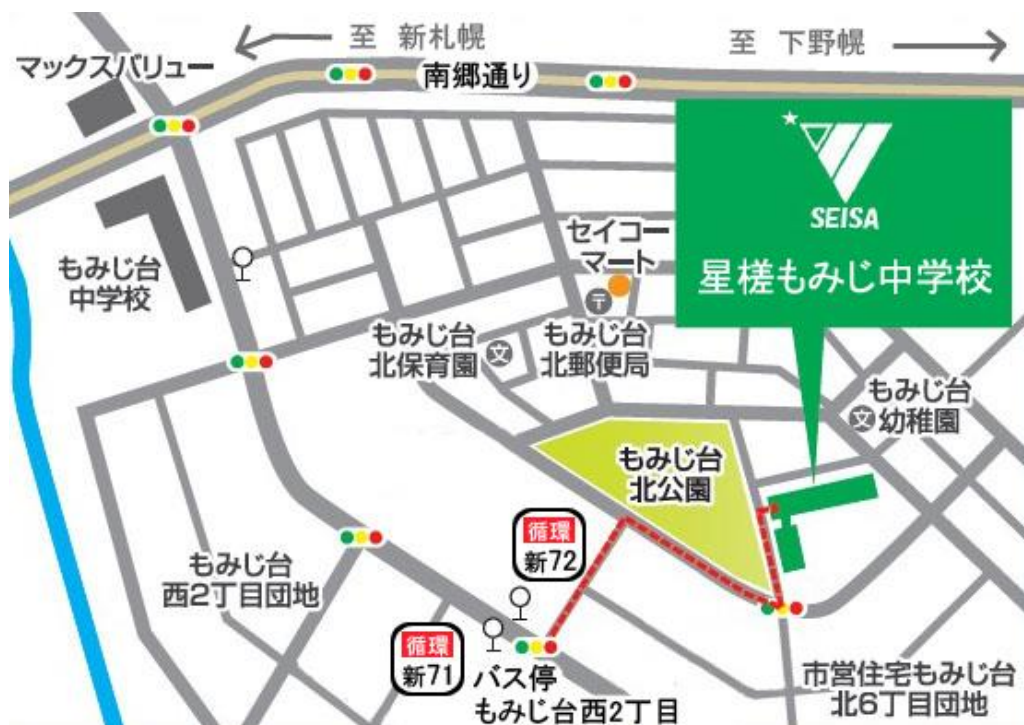 至 新札幌
至 下野幌
マックスバリュー
南郷通り
SEISA
星槎もみじ中学校
もみじ台
中学校
セイコー
マート
〒
もみじ台
北保育園
文
もみじ台
北郵便局
もみじ台
幼稚園
文
もみじ台
北公園
循環
新72
もみじ台
西2丁目団地
循環
新71
バス停
もみじ台西2丁目
市営住宅もみじ台
北6丁目団地